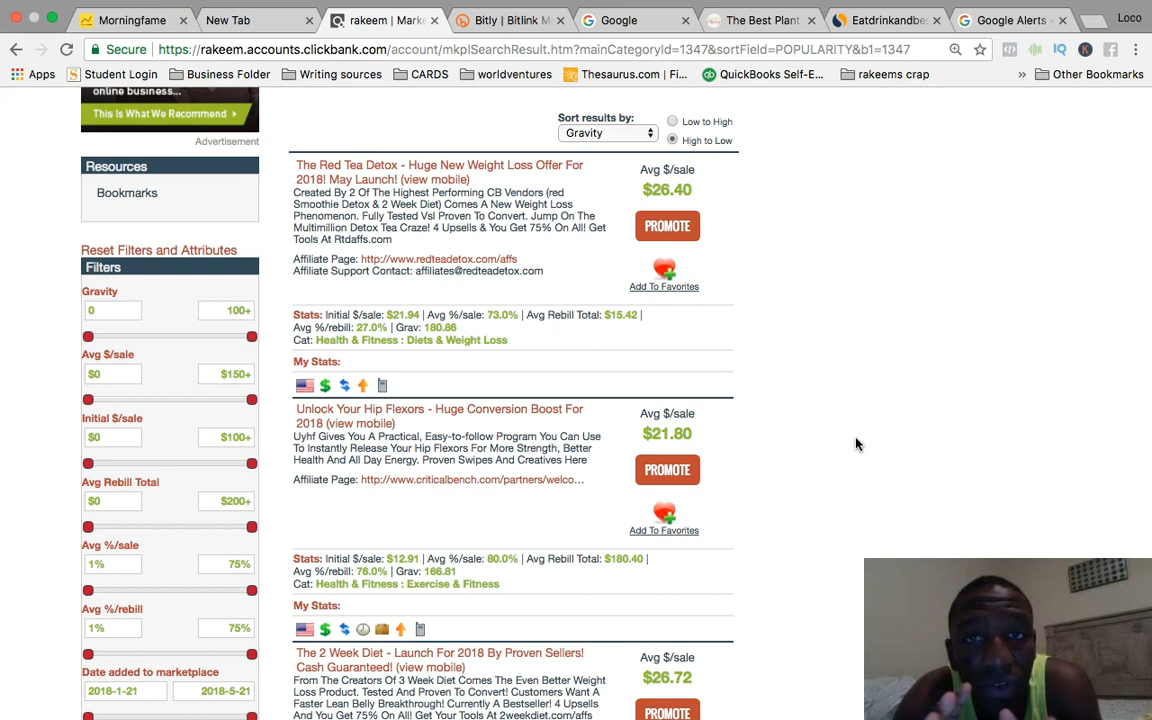 Morningfame
New Tab
rakeem | Marke
Bitly | Bitlink M
Google
The Best Plant
Eatdrinkandbe
Google Alerts -
Loco
Secure
https://rakeem.accounts.clickbank.com/account/mkplSearchResult.htm?mainCategoryId=1347&sortField=POPULARITY&b1=1347
Apps
Student Login
Business Folder
Writing sources
CARDS
worldventures
Thesaurus.com | Fi...
QuickBooks Self-E...
rakeems crap
»
Other Bookmarks
online business...
This Is What We Recommend
Advertisement
Resources
Bookmarks
Reset Filters and Attributes
Filters
Gravity
0
100+
Avg $/sale
$0
$150+
Initial $/sale
$0
$100+
Avg Rebill Total
$0
$200+
Avg %/sale
1%
75%
Avg %/rebill
1%
75%
Date added to marketplace
2018-1-21
2018-5-21
Sort results by:
Gravity
Low to High
High to Low
The Red Tea Detox - Huge New Weight Loss Offer For
2018! May Launch! (view mobile)
Created By 2 Of The Highest Performing CB Vendors (red
Smoothie Detox & 2 Week Diet) Comes A New Weight Loss
Phenomenon. Fully Tested Vsl Proven To Convert. Jump On The
Multimillion Detox Tea Craze! 4 Upsells & You Get 75% On All! Get
Tools At Rtdaffs.com
Affiliate Page: http://www.redteadetox.com/affs
Affiliate Support Contact: affiliates@redteadetox.com
Avg $/sale
$26.40
PROMOTE
Add To Favorites
Stats: Initial $/sale: $21.94 | Avg %/sale: 73.0% | Avg Rebill Total: $15.42 |
Avg %/rebill: 27.0% | Grav: 180.86
Cat: Health & Fitness : Diets & Weight Loss
My Stats:
Unlock Your Hip Flexors - Huge Conversion Boost For
2018 (view mobile)
Uyhf Gives You A Practical, Easy-to-follow Program You Can Use
To Instantly Release Your Hip Flexors For More Strength, Better
Health And All Day Energy. Proven Swipes And Creatives Here
Affiliate Page: http://www.criticalbench.com/partners/welco...
Avg $/sale
$21.80
PROMOTE
Add To Favorites
Stats: Initial $/sale: $12.91 | Avg %/sale: 80.0% | Avg Rebill Total: $180.40 |
Avg %/rebill: 76.0% | Grav: 166.81
Cat: Health & Fitness : Exercise & Fitness
My Stats:
The 2 Week Diet - Launch For 2018 By Proven Sellers!
Cash Guaranteed! (view mobile)
From The Creators Of 3 Week Diet Comes The Even Better Weight
Loss Product. Tested And Proven To Convert! Customers Want A
Faster Lean Belly Breakthrough! Currently A Bestseller! 4 Upsells
And You Get 75% On All! Get Your Tools At 2weekdiet.com/affs
Avg $/sale
$26.72
PROMOTE